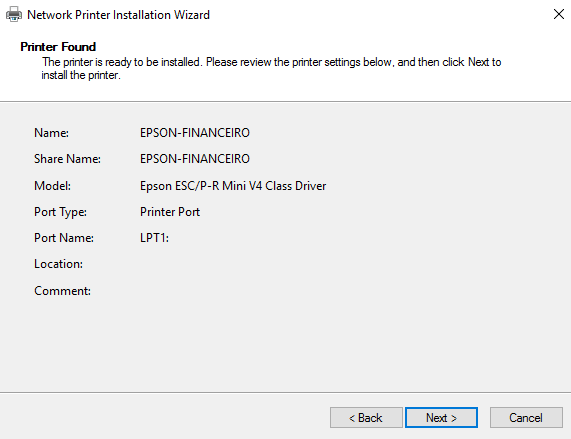 Network Printer Installation Wizard
Printer Found
The printer is ready to be installed. Please review the printer settings below, and then click Next to
install the printer.
Name: EPSON-FINANCEIRO
Share Name: EPSON-FINANCEIRO
Model: Epson ESC/P-R Mini V4 Class Driver
Port Type: Printer Port
Port Name: LPT1:
Location:
Comment:
< Back Next > Cancel